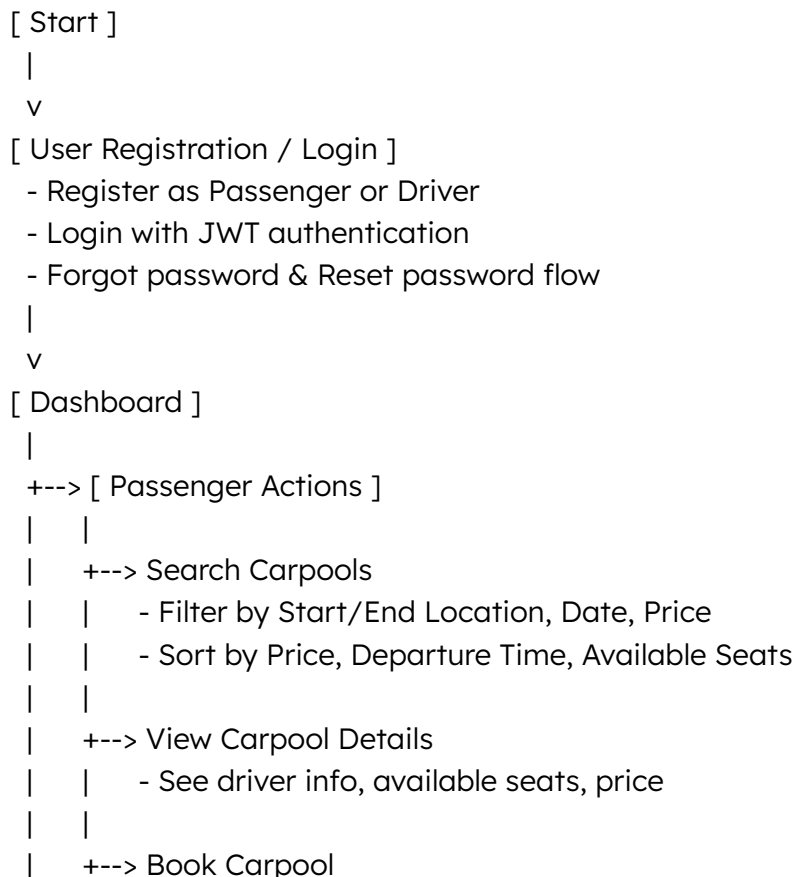 [ Start ]
|
v
[ User Registration / Login ]
- Register as Passenger or Driver
- Login with JWT authentication
- Forgot password & Reset password flow
|
v
[ Dashboard ]
|
+--> [ Passenger Actions ]
|    |
|    +--> Search Carpools
|    |    - Filter by Start/End Location, Date, Price
|    |    - Sort by Price, Departure Time, Available Seats
|    |
|    +--> View Carpool Details
|    |    - See driver info, available seats, price
|    |
|    +--> Book Carpool